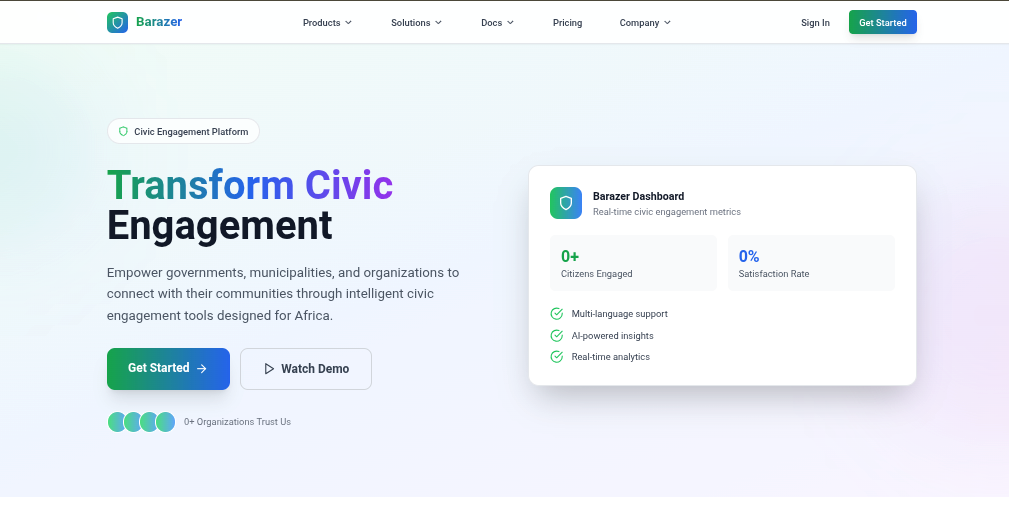 Barazer
Products
Solutions
Docs
Pricing
Company
Sign In
Get Started
Civic Engagement Platform
Transform Civic
Engagement
Empower governments, municipalities, and organizations to
connect with their communities through intelligent civic
engagement tools designed for Africa.
Get Started
Watch Demo
0+ Organizations Trust Us
Barazer Dashboard
Real-time civic engagement metrics
0+
Citizens Engaged
0%
Satisfaction Rate
Multi-language support
AI-powered insights
Real-time analytics